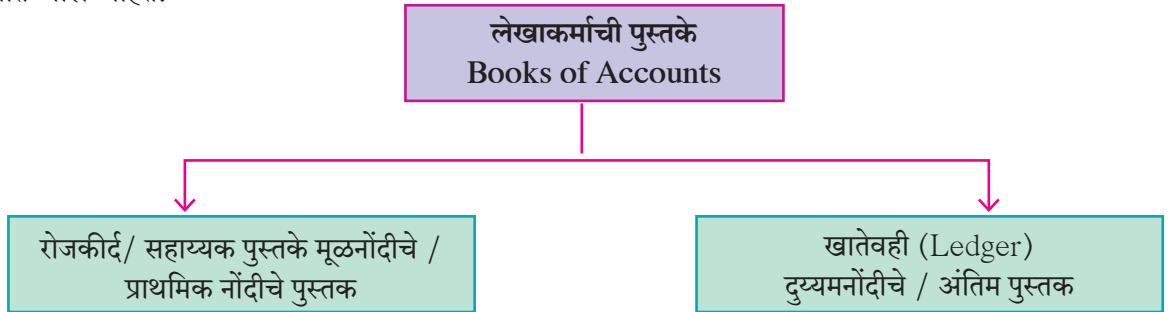 लेखाकर्माची पुस्तके
Books of Accounts
रोजकीर्द/ सहाय्यक पुस्तके मूळनोंदीचे /
प्राथमिक नोंदीचे पुस्तक
खातेवही (Ledger)
दुय्यमनोंदीचे / अंतिम पुस्तक